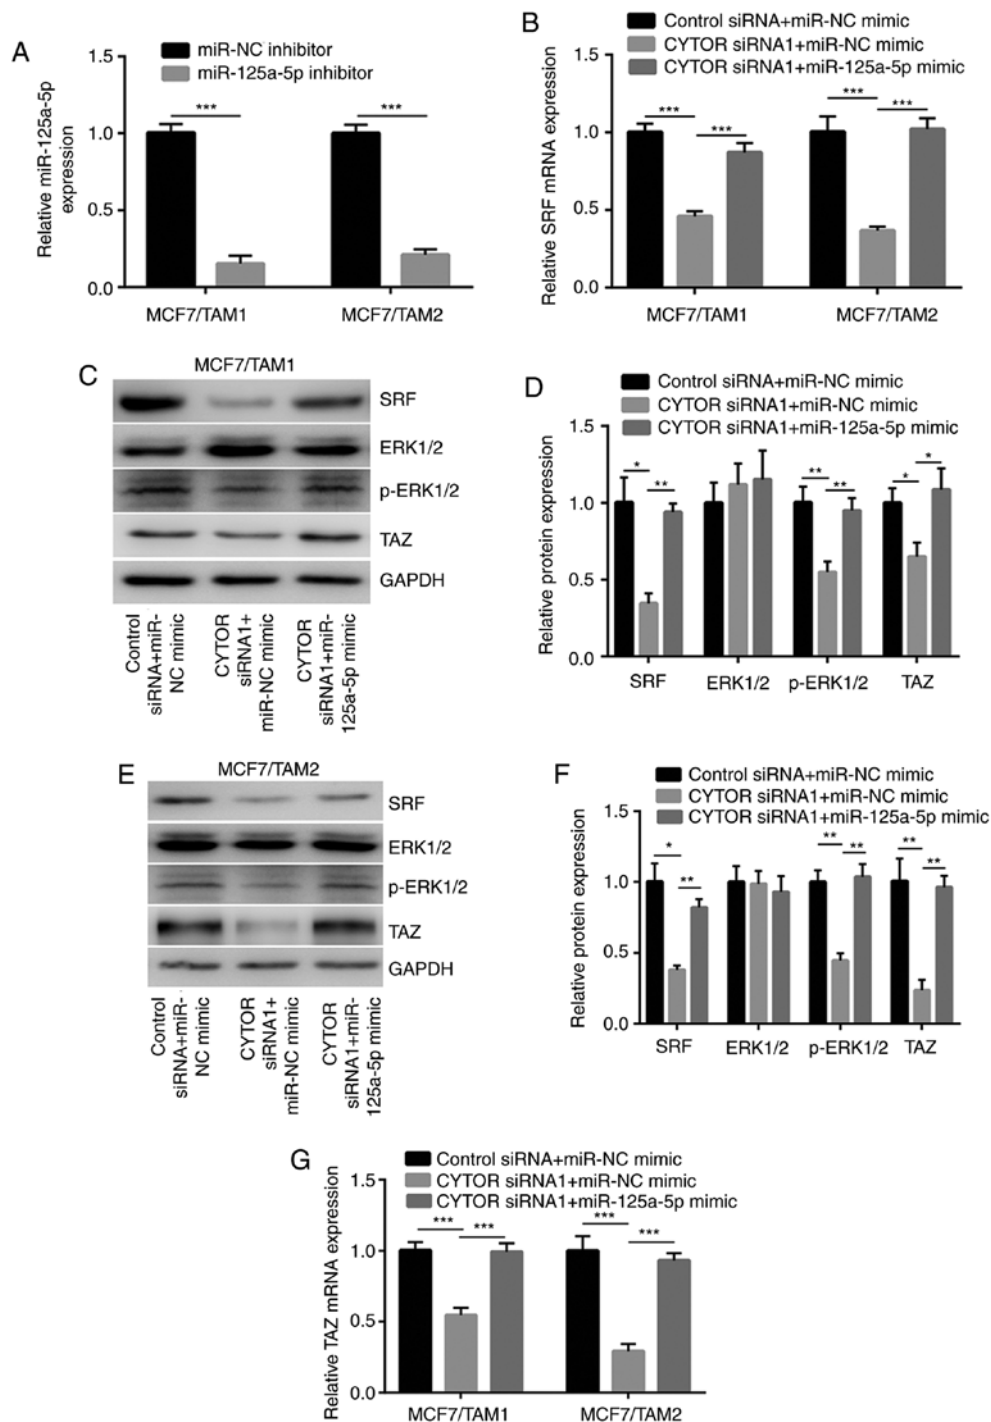 A
miR-NC inhibitor
miR-125a-5p inhibitor
Relative miR-125a-5p
expression
1.5
1.0
0.5
0.0
***
***
MCF7/TAM1
MCF7/TAM2
B
Control siRNA+miR-NC mimic
CYTOR siRNA1+miR-NC mimic
CYTOR siRNA1+miR-125a-5p mimic
Relative SRF mRNA expression
1.5
1.0
0.5
0.0
***
***
***
***
MCF7/TAM1
MCF7/TAM2
C
MCF7/TAM1
SRF
ERK1/2
p-ERK1/2
TAZ
GAPDH
Control
siRNA+miR-
NC mimic
CYTOR
siRNA1+
miR-NC mimic
CYTOR
siRNA1+miR-
125a-5p mimic
D
Control siRNA+miR-NC mimic
CYTOR siRNA1+miR-NC mimic
CYTOR siRNA1+miR-125a-5p mimic
Relative protein expression
1.5
1.0
0.5
0.0
*
**
**
**
*
*
SRF
ERK1/2
p-ERK1/2
TAZ
E
MCF7/TAM2
SRF
ERK1/2
p-ERK1/2
TAZ
GAPDH
Control
siRNA+miR-
NC mimic
CYTOR
siRNA1+
miR-NC mimic
CYTOR
siRNA1+miR-
125a-5p mimic
F
Control siRNA+miR-NC mimic
CYTOR siRNA1+miR-NC mimic
CYTOR siRNA1+miR-125a-5p mimic
Relative protein expression
1.5
1.0
0.5
0.0
*
**
**
**
**
**
SRF
ERK1/2
p-ERK1/2
TAZ
G
Control siRNA+miR-NC mimic
CYTOR siRNA1+miR-NC mimic
CYTOR siRNA1+miR-125a-5p mimic
Relative TAZ mRNA expression
1.5
1.0
0.5
0.0
***
***
***
***
MCF7/TAM1
MCF7/TAM2